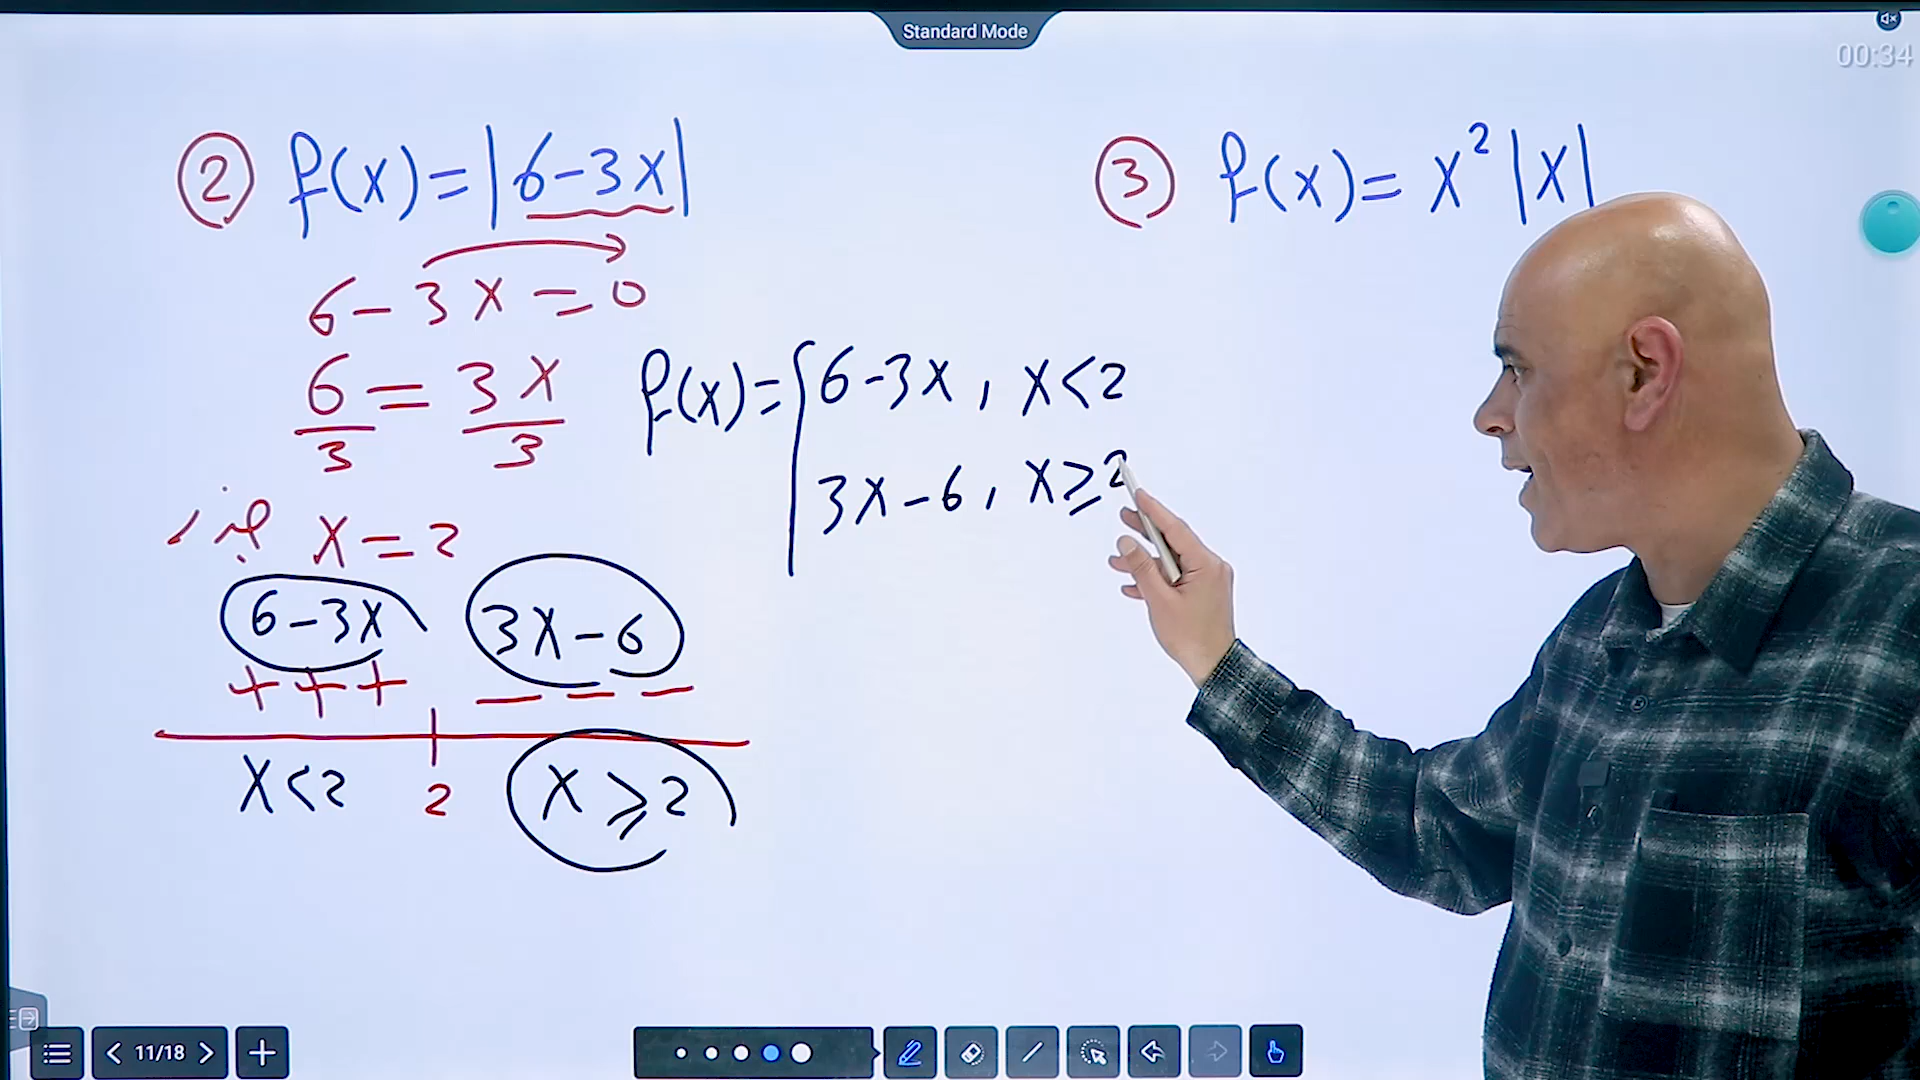 Standard Mode
00:34
② f(x)=|6-3x|
6-3x=0
6/3 = 3x/3
x=2
6-3x 3x-6
+++ ---
x<2 2 x≥2
f(x)={6-3x, x<2
3x-6, x≥2
③ f(x)= x²|x|
11/18